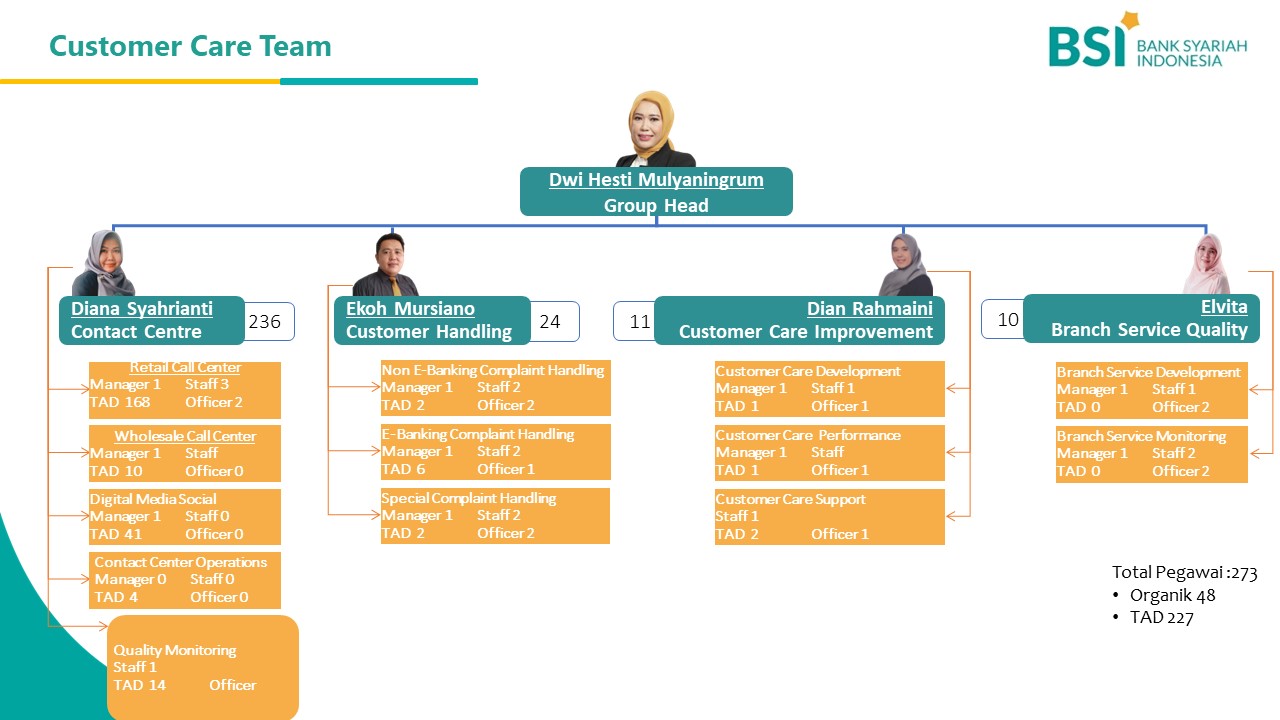 Customer Care Team
BSI BANK SYARIAH
INDONESIA
Dwi Hesti Mulyaningrum
Group Head
Diana Syahrianti
Contact Centre
236
Retail Call Center
Manager 1 Staff 3
TAD 168 Officer 2
Wholesale Call Center
Manager 1 Staff
TAD 10 Officer 0
Digital Media Social
Manager 1 Staff 0
TAD 41 Officer 0
Contact Center Operations
Manager 0 Staff 0
TAD 4 Officer 0
Quality Monitoring
Staff 1
TAD 14 Officer
Ekoh Mursiano
Customer Handling
24
Non E-Banking Complaint Handling
Manager 1 Staff 2
TAD 2 Officer 2
E-Banking Complaint Handling
Manager 1 Staff 2
TAD 6 Officer 1
Special Complaint Handling
Manager 1 Staff 2
TAD 2 Officer 2
11
Dian Rahmaini
Customer Care Improvement
Customer Care Development
Manager 1 Staff 1
TAD 1 Officer 1
Customer Care Performance
Manager 1 Staff
TAD 1 Officer 1
Customer Care Support
Staff 1
TAD 2 Officer 1
10
Elvita
Branch Service Quality
Branch Service Development
Manager 1 Staff 1
TAD 0 Officer 2
Branch Service Monitoring
Manager 1 Staff 2
TAD 0 Officer 2
Total Pegawai :273
• Organik 48
• TAD 227